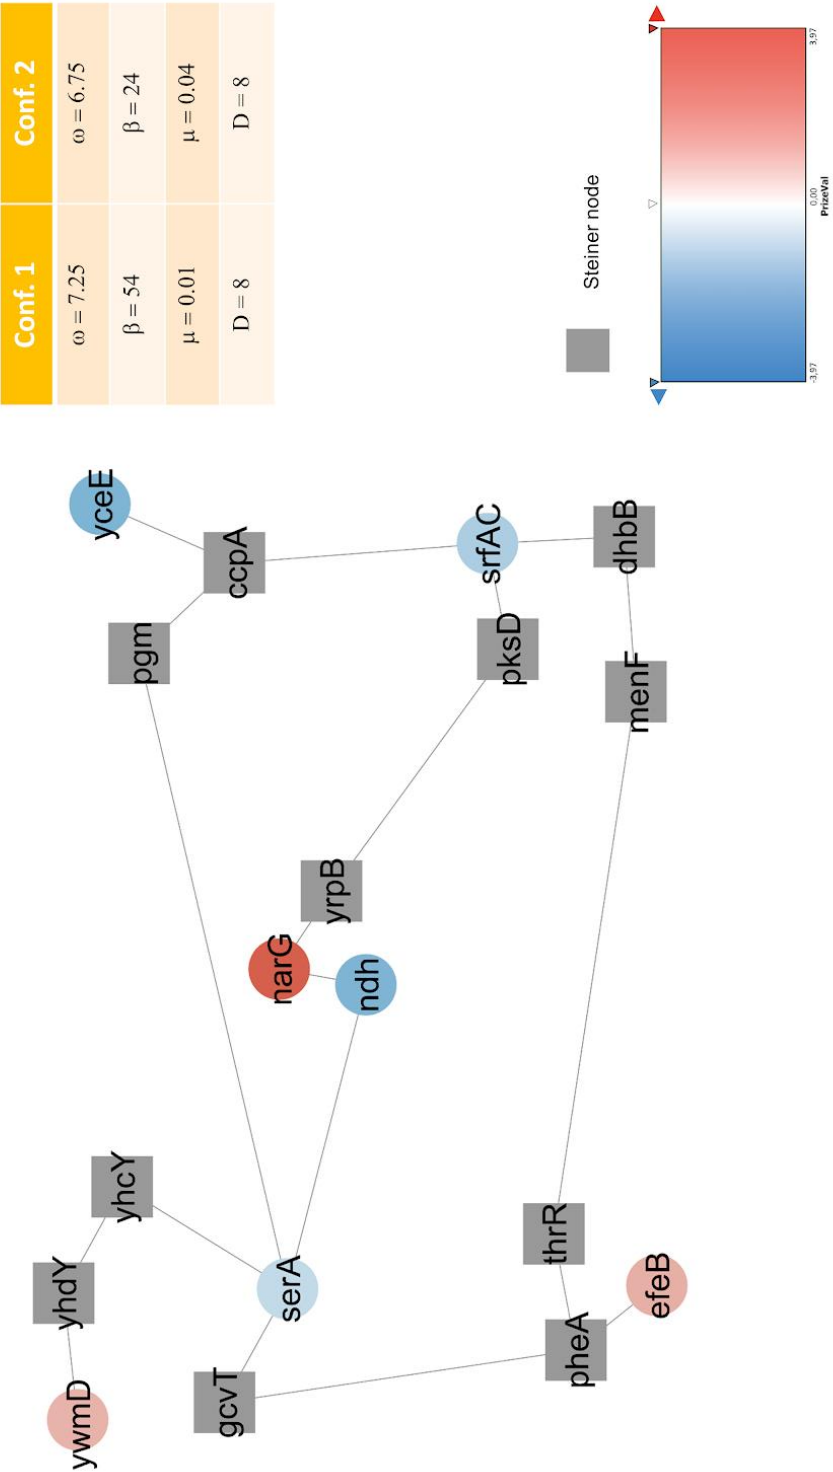 Conf. 1 Conf. 2
ω = 7.25 ω = 6.75
β = 54 β = 24
μ = 0.01 μ = 0.04
D = 8 D = 8
ywmD
yhdY
yhcY
pgm
yceE
ccpA
gcvT
serA
narG
ndh
yrpB
srfAC
pksD
pheA
thrR
efeB
menF
dhbB
Steiner node
-3,97 0,00 3,97
PrizeVal